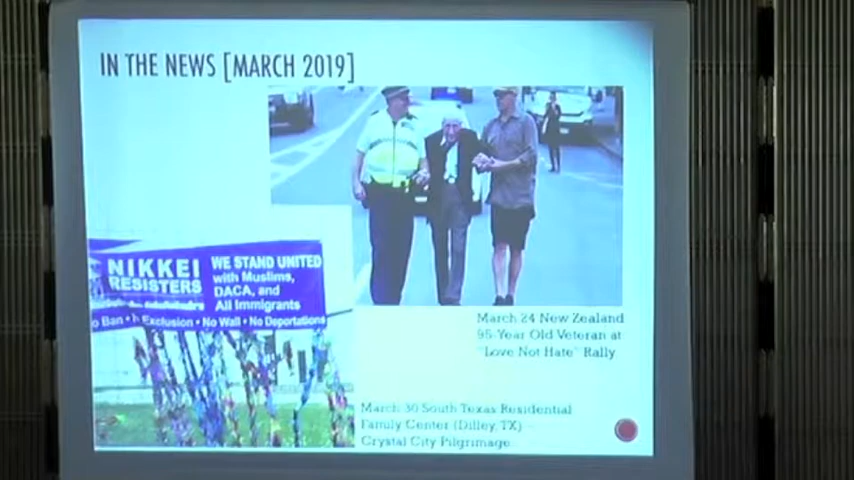 IN THE NEWS [MARCH 2019]
NIKKEI
RESISTERS
WE STAND UNITED
with Muslims,
DACA, and
All Immigrants
o Ban • Exclusion • No Wall • No Deportations
March 24 New Zealand
95-Year Old Veteran at
"Love Not Hate" Rally
March 30 South Texas Residential
Family Center (Dilley, TX) –
Crystal City Pilgrimage